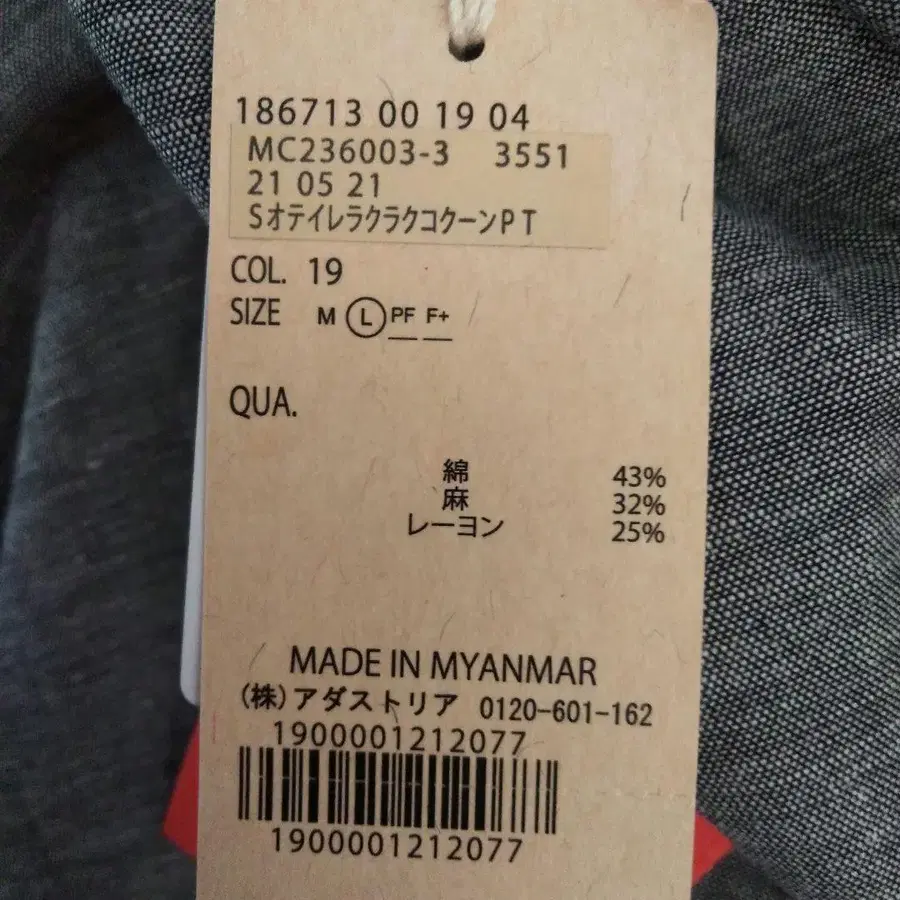 186713 00 19 04
MC236003-3 3551
21 05 21
SｵﾃｲﾚﾗｸﾗｸｺｸｰﾝPT
COL. 19
SIZE M L PF F+
QUA.
綿 43%
麻 32%
レーヨン 25%
MADE IN MYANMAR
(株)アダストリア 0120-601-162
1900001212077
1900001212077